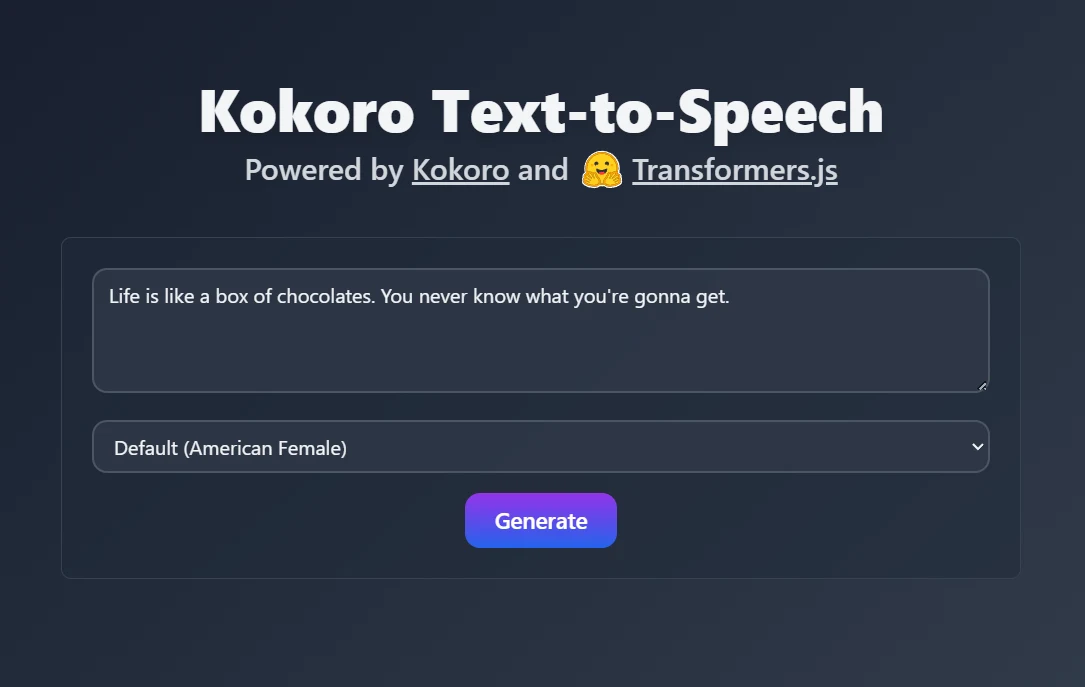 Kokoro Text-to-Speech
Powered by Kokoro and 🤗 Transformers.js
Life is like a box of chocolates. You never know what you're gonna get.
Default (American Female)
Generate